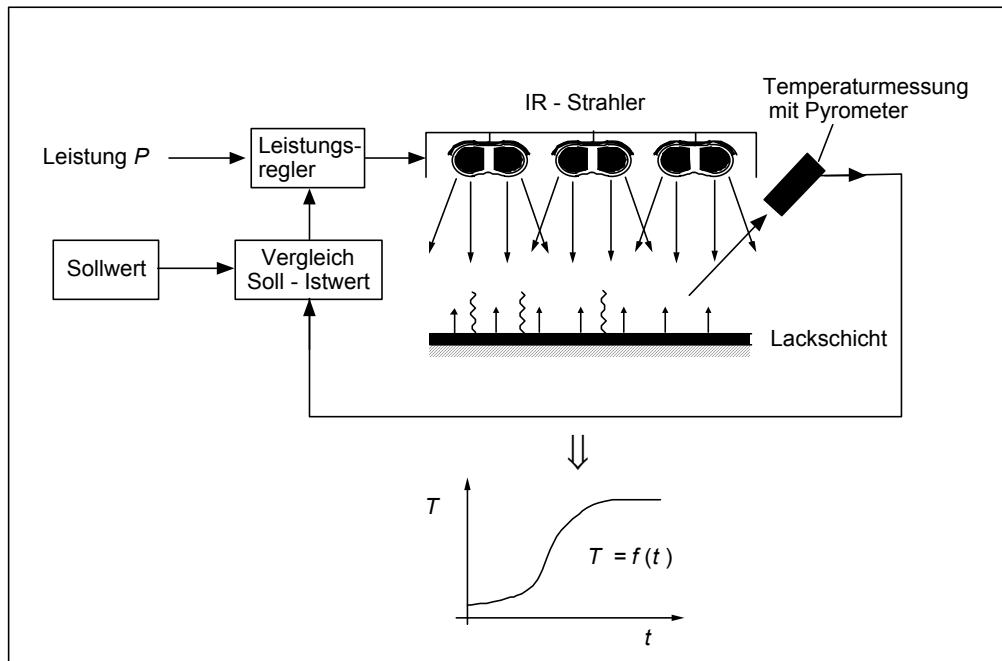 Temperaturmessung
mit Pyrometer
IR - Strahler
Leistung P
Leistungs-
regler
Sollwert
Vergleich
Soll - Istwert
Lackschicht
T
T = f (t )
t